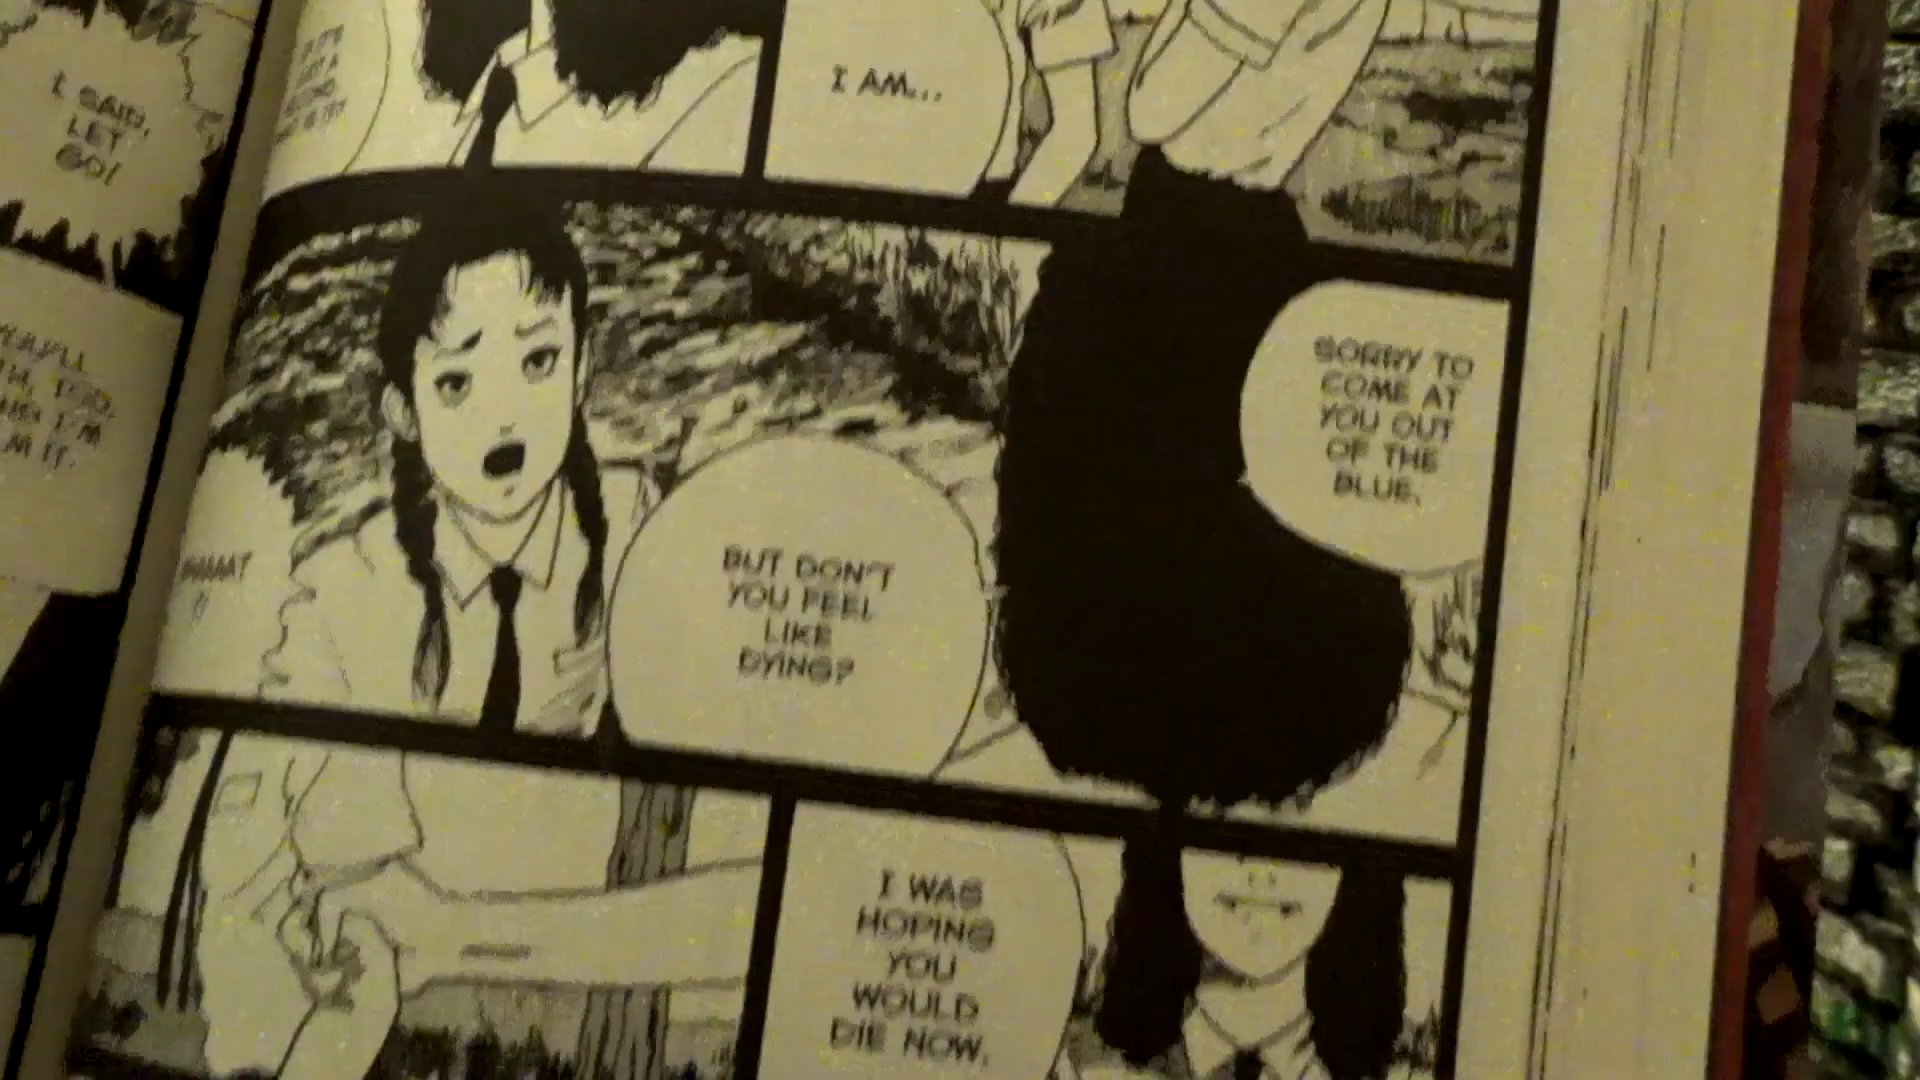 I SAID,
LET
GO!
I AM...
SORRY TO
COME AT
YOU OUT
OF THE
BLUE,
BUT DON'T
YOU FEEL
LIKE
DYING?
I WAS
HOPING
YOU
WOULD
DIE NOW.